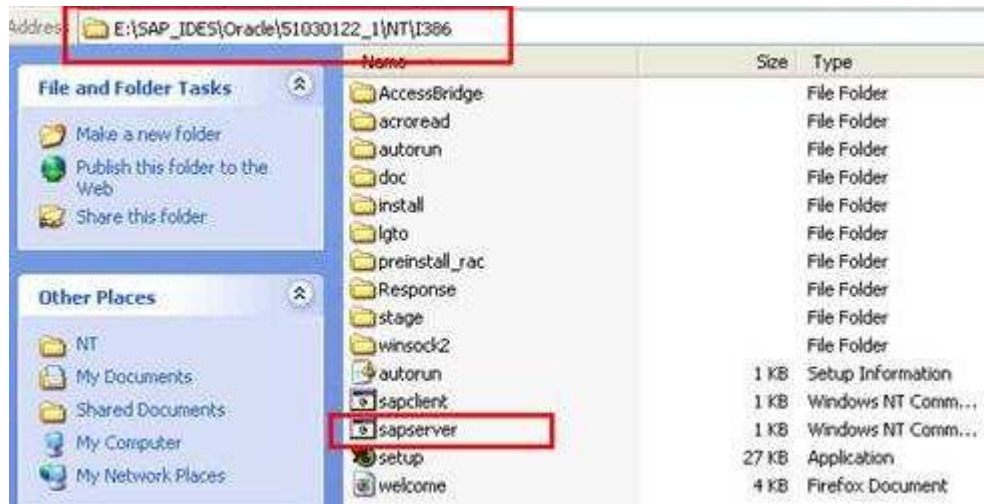 Address E:\SAP_IDES\Oracle\51030122_1\NT\I386
Name Size Type
File and Folder Tasks
Make a new folder
Publish this folder to the
Web
Share this folder
Other Places
NT
My Documents
Shared Documents
My Computer
My Network Places
AccessBridge File Folder
acroread File Folder
autorun File Folder
doc File Folder
install File Folder
lgto File Folder
preinstall_rac File Folder
Response File Folder
stage File Folder
winsock2 File Folder
autorun 1 KB Setup Information
sapclient 1 KB Windows NT Comm...
sapserver 1 KB Windows NT Comm...
setup 27 KB Application
welcome 4 KB Firefox Document